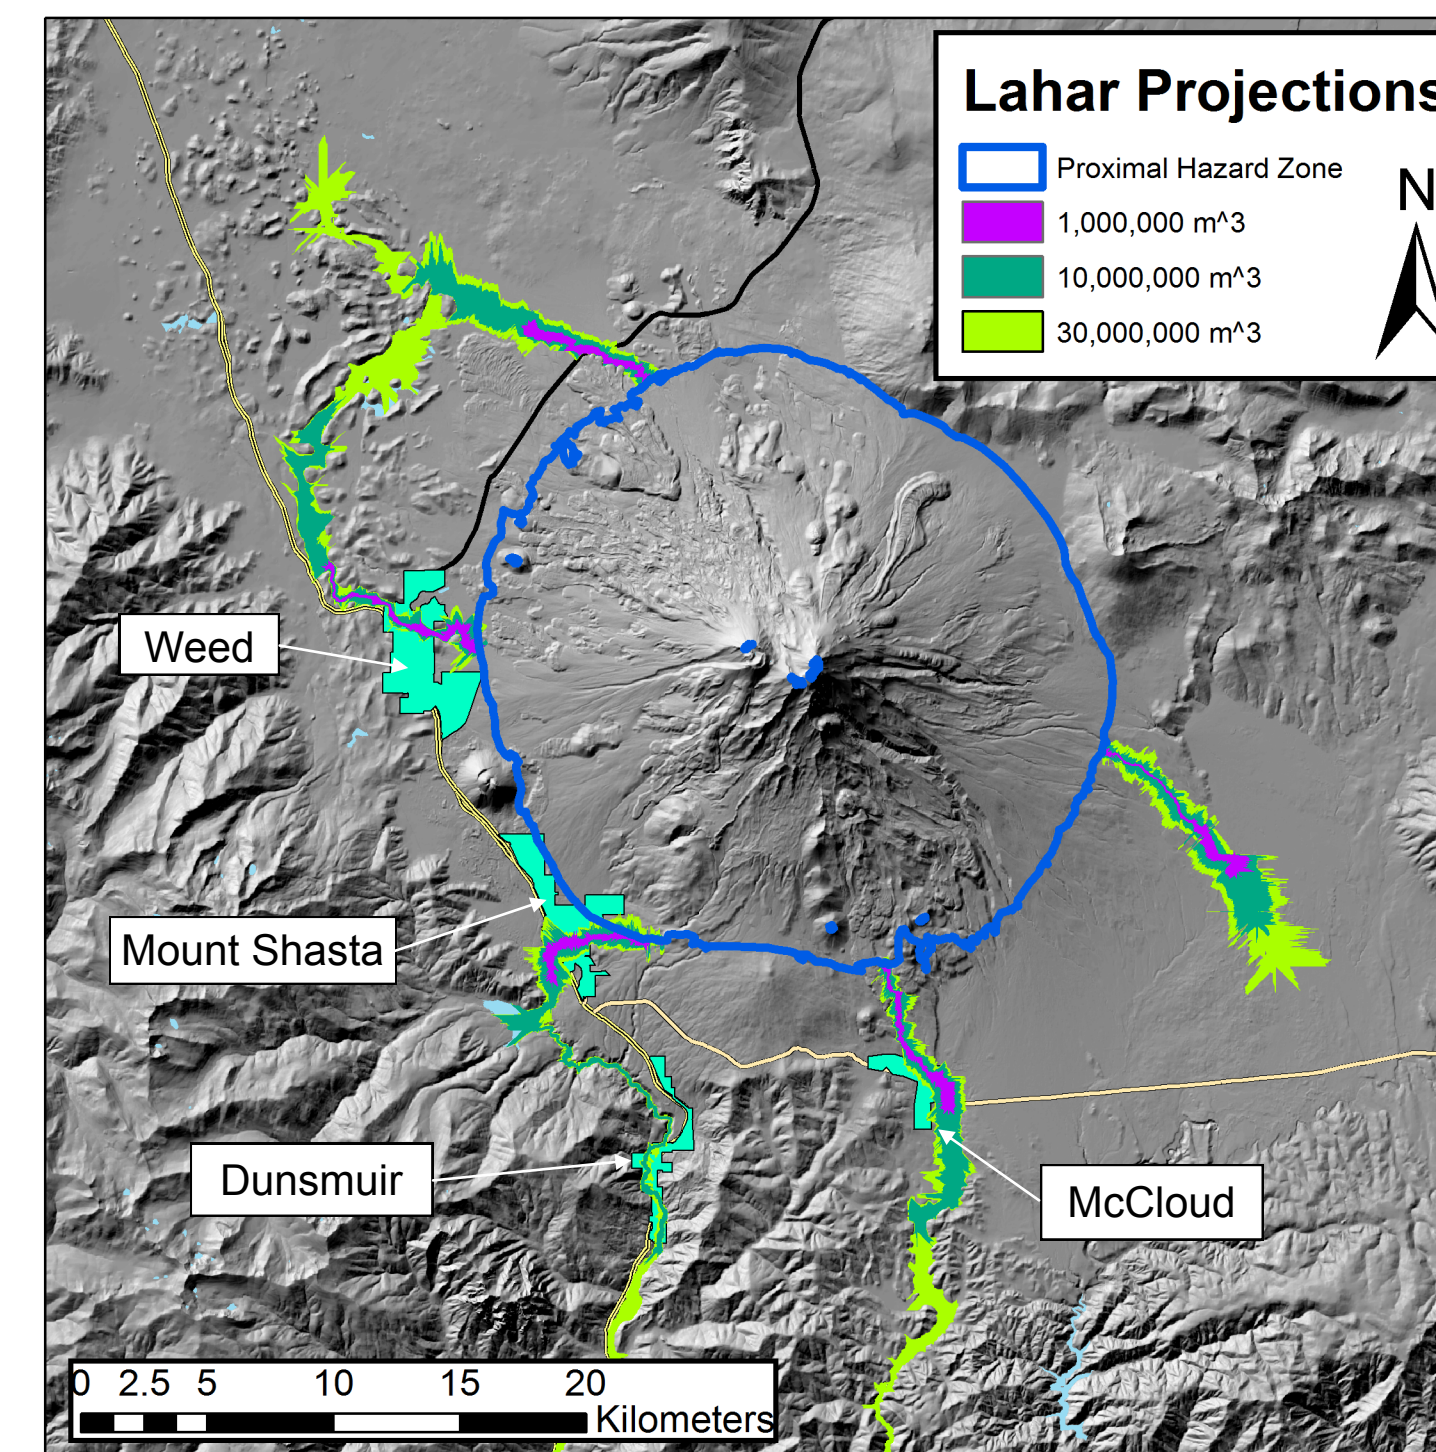 Lahar Projections
Proximal Hazard Zone
1,000,000 m^3
10,000,000 m^3
30,000,000 m^3
N
Weed
Mount Shasta
Dunsmuir
McCloud
0 2.5 5 10 15 20
Kilometers